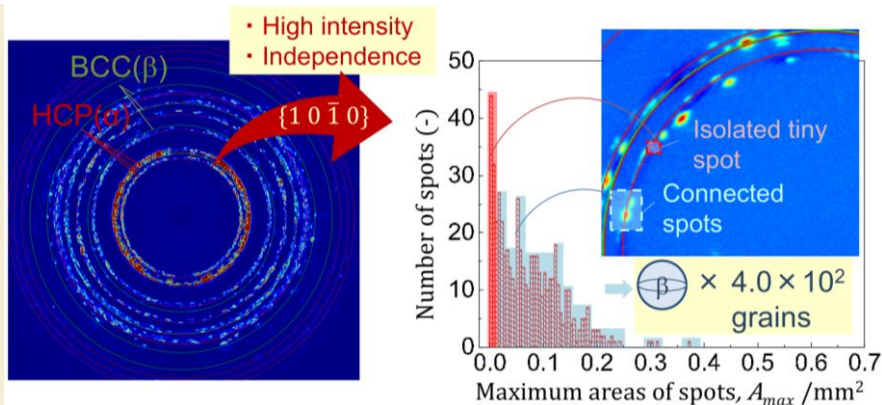 · High intensity
· Independence
BCC(β)
HCP(α)
{1 0 1̄ 0}
Number of spots (-)
50
40
30
20
10
0
0.0 0.1 0.2 0.3 0.4 0.5 0.6 0.7
Maximum areas of spots, A_max /mm²
Isolated tiny
spot
Connected
spots
β × 4.0 × 10²
grains